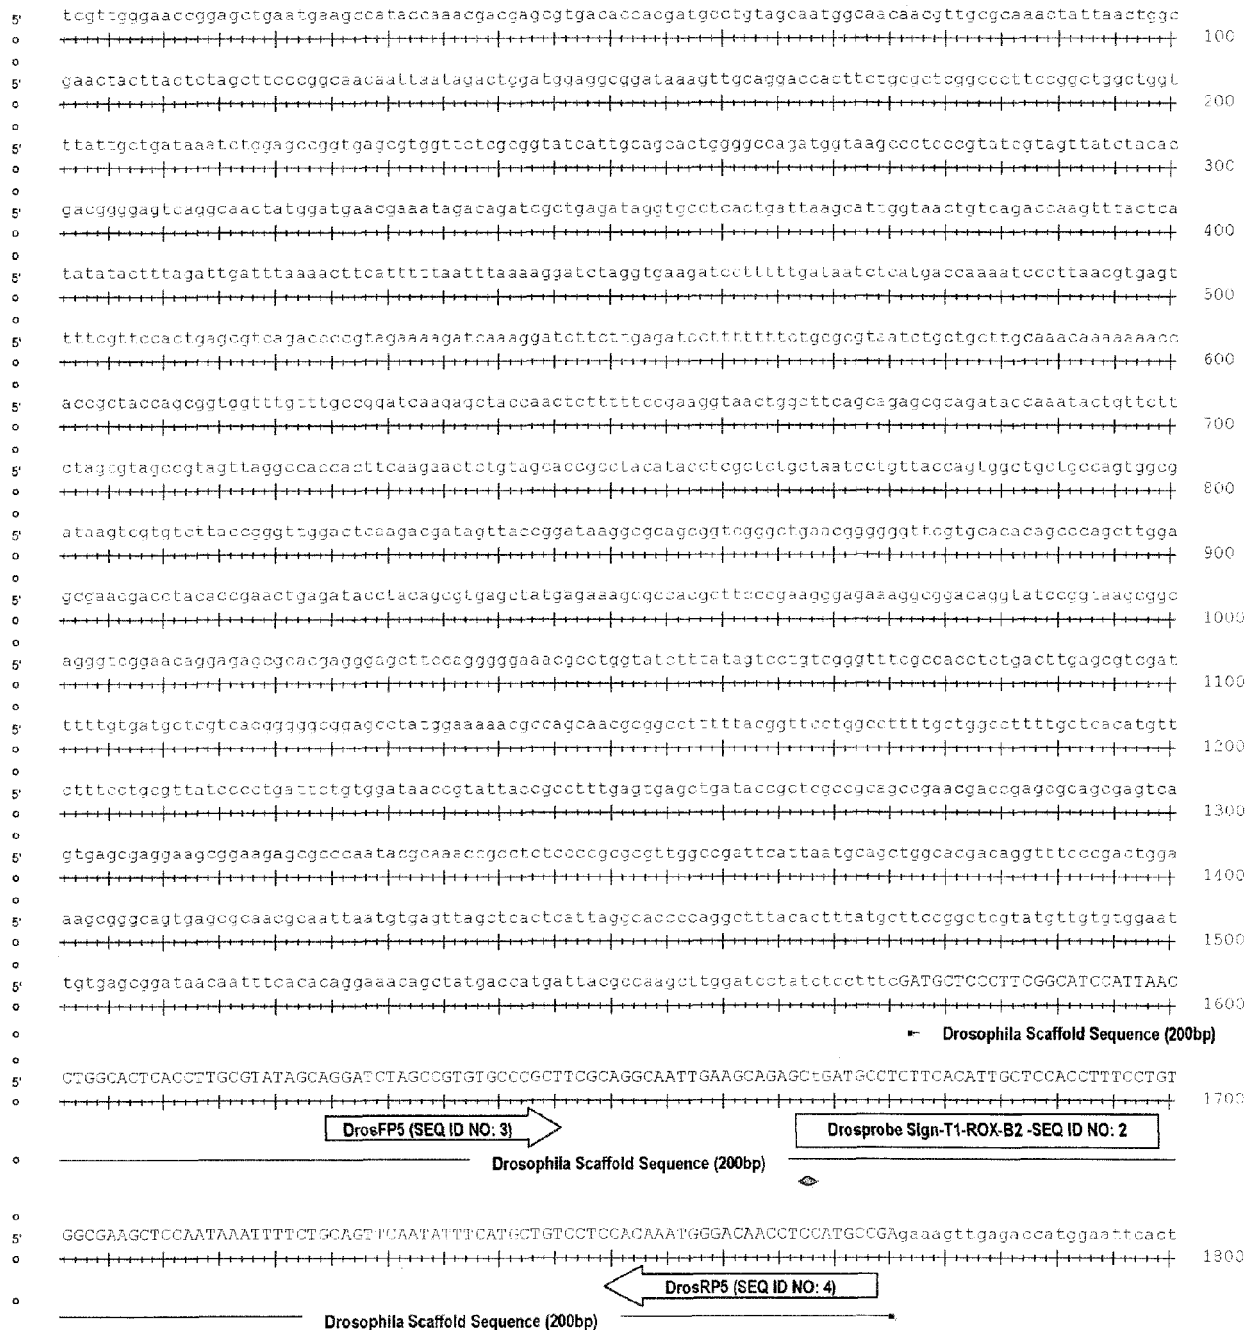 5' tcgttgggaaccggagctgaatgaagccataccaaacgacgagcgtgacaccacgatgcctgtagcaatggcaacaacgttgcgcaaactattaactggc
o 100
o
5' gaactacttactctagcttcccggcaacaattaatagactggatggaggcggataaagttgcaggaccacttctgcgctcggcccttccggctggctggt
o 200
o
5' ttattgctgataaatctggagccggtgagcgtggttctcgcggtatcattgcagcactggggccagatggtaagccctcccgtatcgtagttatctacac
o 300
o
5' gacggggagtcaggcaactatggatgaacgaaatagacagatcgctgagataggtgcctcactgattaagcattggtaactgtcagaccaagtttactca
o 400
o
5' tatatactttagattgatttaaaacttcatttttaatttaaaaggatctaggtgaagatcctttttgataatctcatgaccaaaatcccttaacgtgagt
o 500
o
5' tttcgttccactgagcgtcagaccccgtagaaaagatcaaaggatcttcttgagatcctttttttctgcgcgtaatctgctgcttgcaaacaaaaaaacc
o 600
o
5' accgctaccagcggtggtttgtttgccggatcaagagctaccaactctttttccgaaggtaactggcttcagcagagcgcagataccaaatactgttctt
o 700
o
5' ctagcgtagccgtagttaggccaccacttcaagaactctgtagcaccgcctacatacctcgctctgctaatcctgttaccagtggctgctgccagtggcg
o 800
o
5' ataagtcgtgtcttaccgggttggactcaagacgatagttaccggataaggcgcagcggtcgggctgaacggggggttcgtgcacacagcccagcttgga
o 900
o
5' gcgaacgacctacaccgaactgagatacctacagcgtgagctatgagaaagcgccacgcttcccgaagggagaaaggcggacaggtatccggtaagcggc
o 1000
o
5' agggtcggaacaggagagcgcacgagggagcttccagggggaaacgcctggtatctttatagtcctgtcgggtttcgccacctctgacttgagcgtcgat
o 1100
o
5' ttttgtgatgctcgtcaggggggcggagcctatggaaaaacgccagcaacgcggcctttttacggttcctggccttttgctggccttttgctcacatgtt
o 1200
o
5' ctttcctgcgttatcccctgattctgtggataaccgtattaccgcctttgagtgagctgataccgctcgccgcagccgaacgaccgagcgcagcgagtca
o 1300
o
5' gtgagcgaggaagcggaagagcgcccaatacgcaaaccgcctctccccgcgcgttggccgattcattaatgcagctggcacgacaggtttcccgactgga
o 1400
o
5' aagcgggcagtgagcgcaacgcaattaatgtgagttagctcactcattaggcaccccaggctttacactttatgcttccggctcgtatgttgtgtggaat
o 1500
o
5' tgtgagcggataacaatttcacacaggaaacagctatgaccatgattacgccaagcttggatcctatctcctttcGATGCTCCCTTCGGCATCCATTAAC
o 1600
o Drosophila Scaffold Sequence (200bp)
o
5' CTGGCACTCACCTTGCGTATAGCAGGATCTAGCCGTGTGCCCGCTTCGCAGGCAATTGAAGCAGAGCtGATGCCTCTTCACATTGCTCCACCTTTCCTGT
o 1700
DrosFP5 (SEQ ID NO: 3) Drosprobe Sign-T1-ROX-B2 -SEQ ID NO: 2
o Drosophila Scaffold Sequence (200bp)
o
5' GGCGAAGCTCCAATAAATTTTCTGCAGTTCAATATTTCATGCTGTCCTCCACAAATGGGACAACCTCCATGCCGAgaaagttgagaccatggaattcact
o 1800
DrosRP5 (SEQ ID NO: 4)
o Drosophila Scaffold Sequence (200bp)